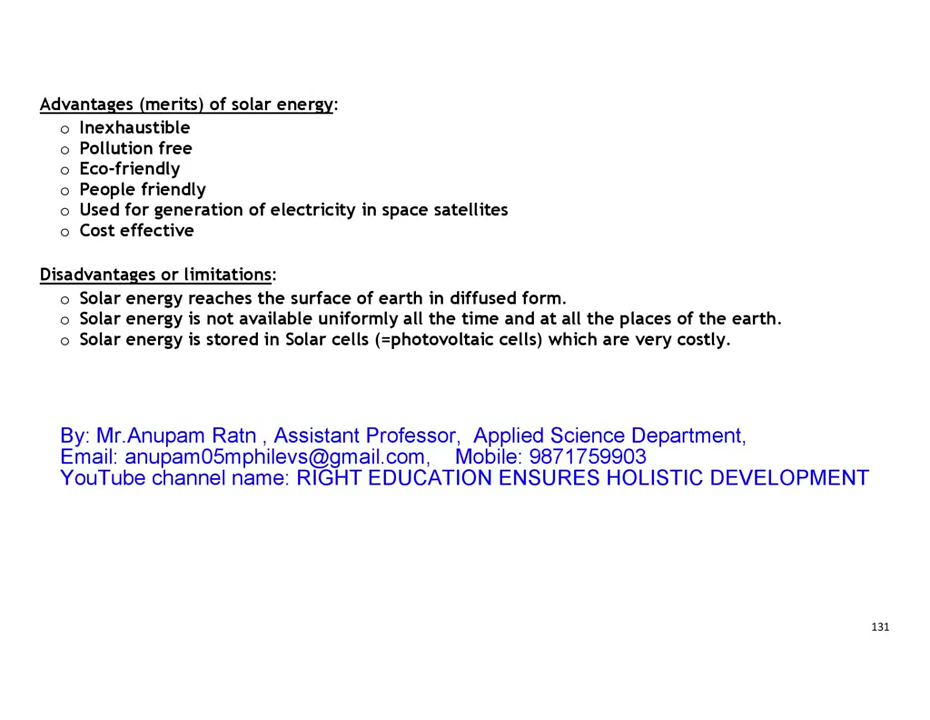 Advantages (merits) of solar energy:
o Inexhaustible
o Pollution free
o Eco-friendly
o People friendly
o Used for generation of electricity in space satellites
o Cost effective
Disadvantages or limitations:
o Solar energy reaches the surface of earth in diffused form.
o Solar energy is not available uniformly all the time and at all the places of the earth.
o Solar energy is stored in Solar cells (=photovoltaic cells) which are very costly.
By: Mr.Anupam Ratn , Assistant Professor, Applied Science Department,
Email: anupam05mphilevs@gmail.com, Mobile: 9871759903
YouTube channel name: RIGHT EDUCATION ENSURES HOLISTIC DEVELOPMENT
131